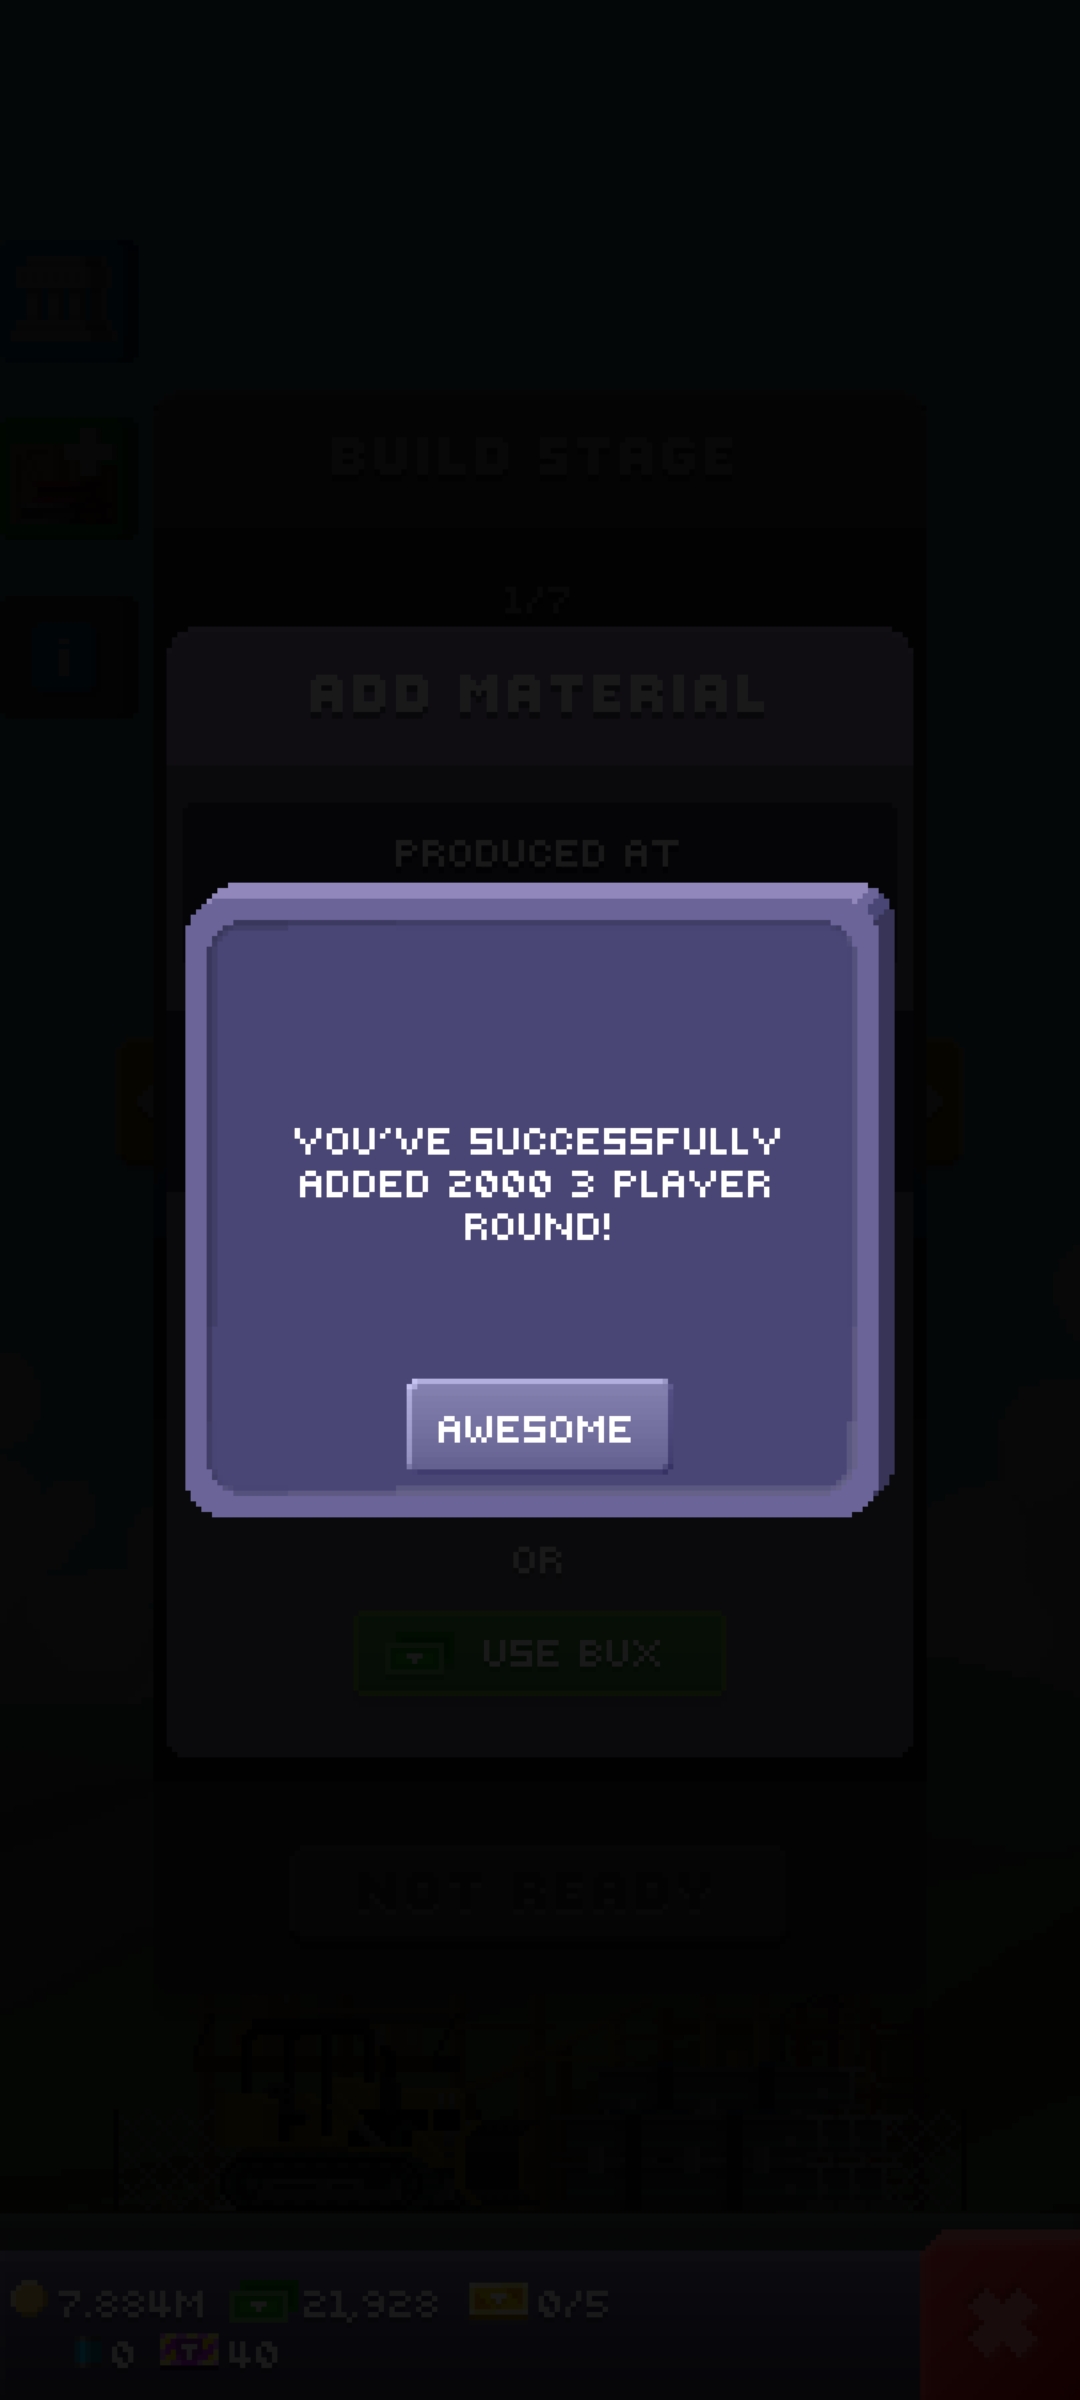 BUILD STAGE
1/7
ADD MATERIAL
PRODUCED AT
YOU'VE SUCCESSFULLY
ADDED 2000 3 PLAYER
ROUND!
AWESOME
OR
USE BUX
NOT READY
7.884M 21,928 0/5
0 40